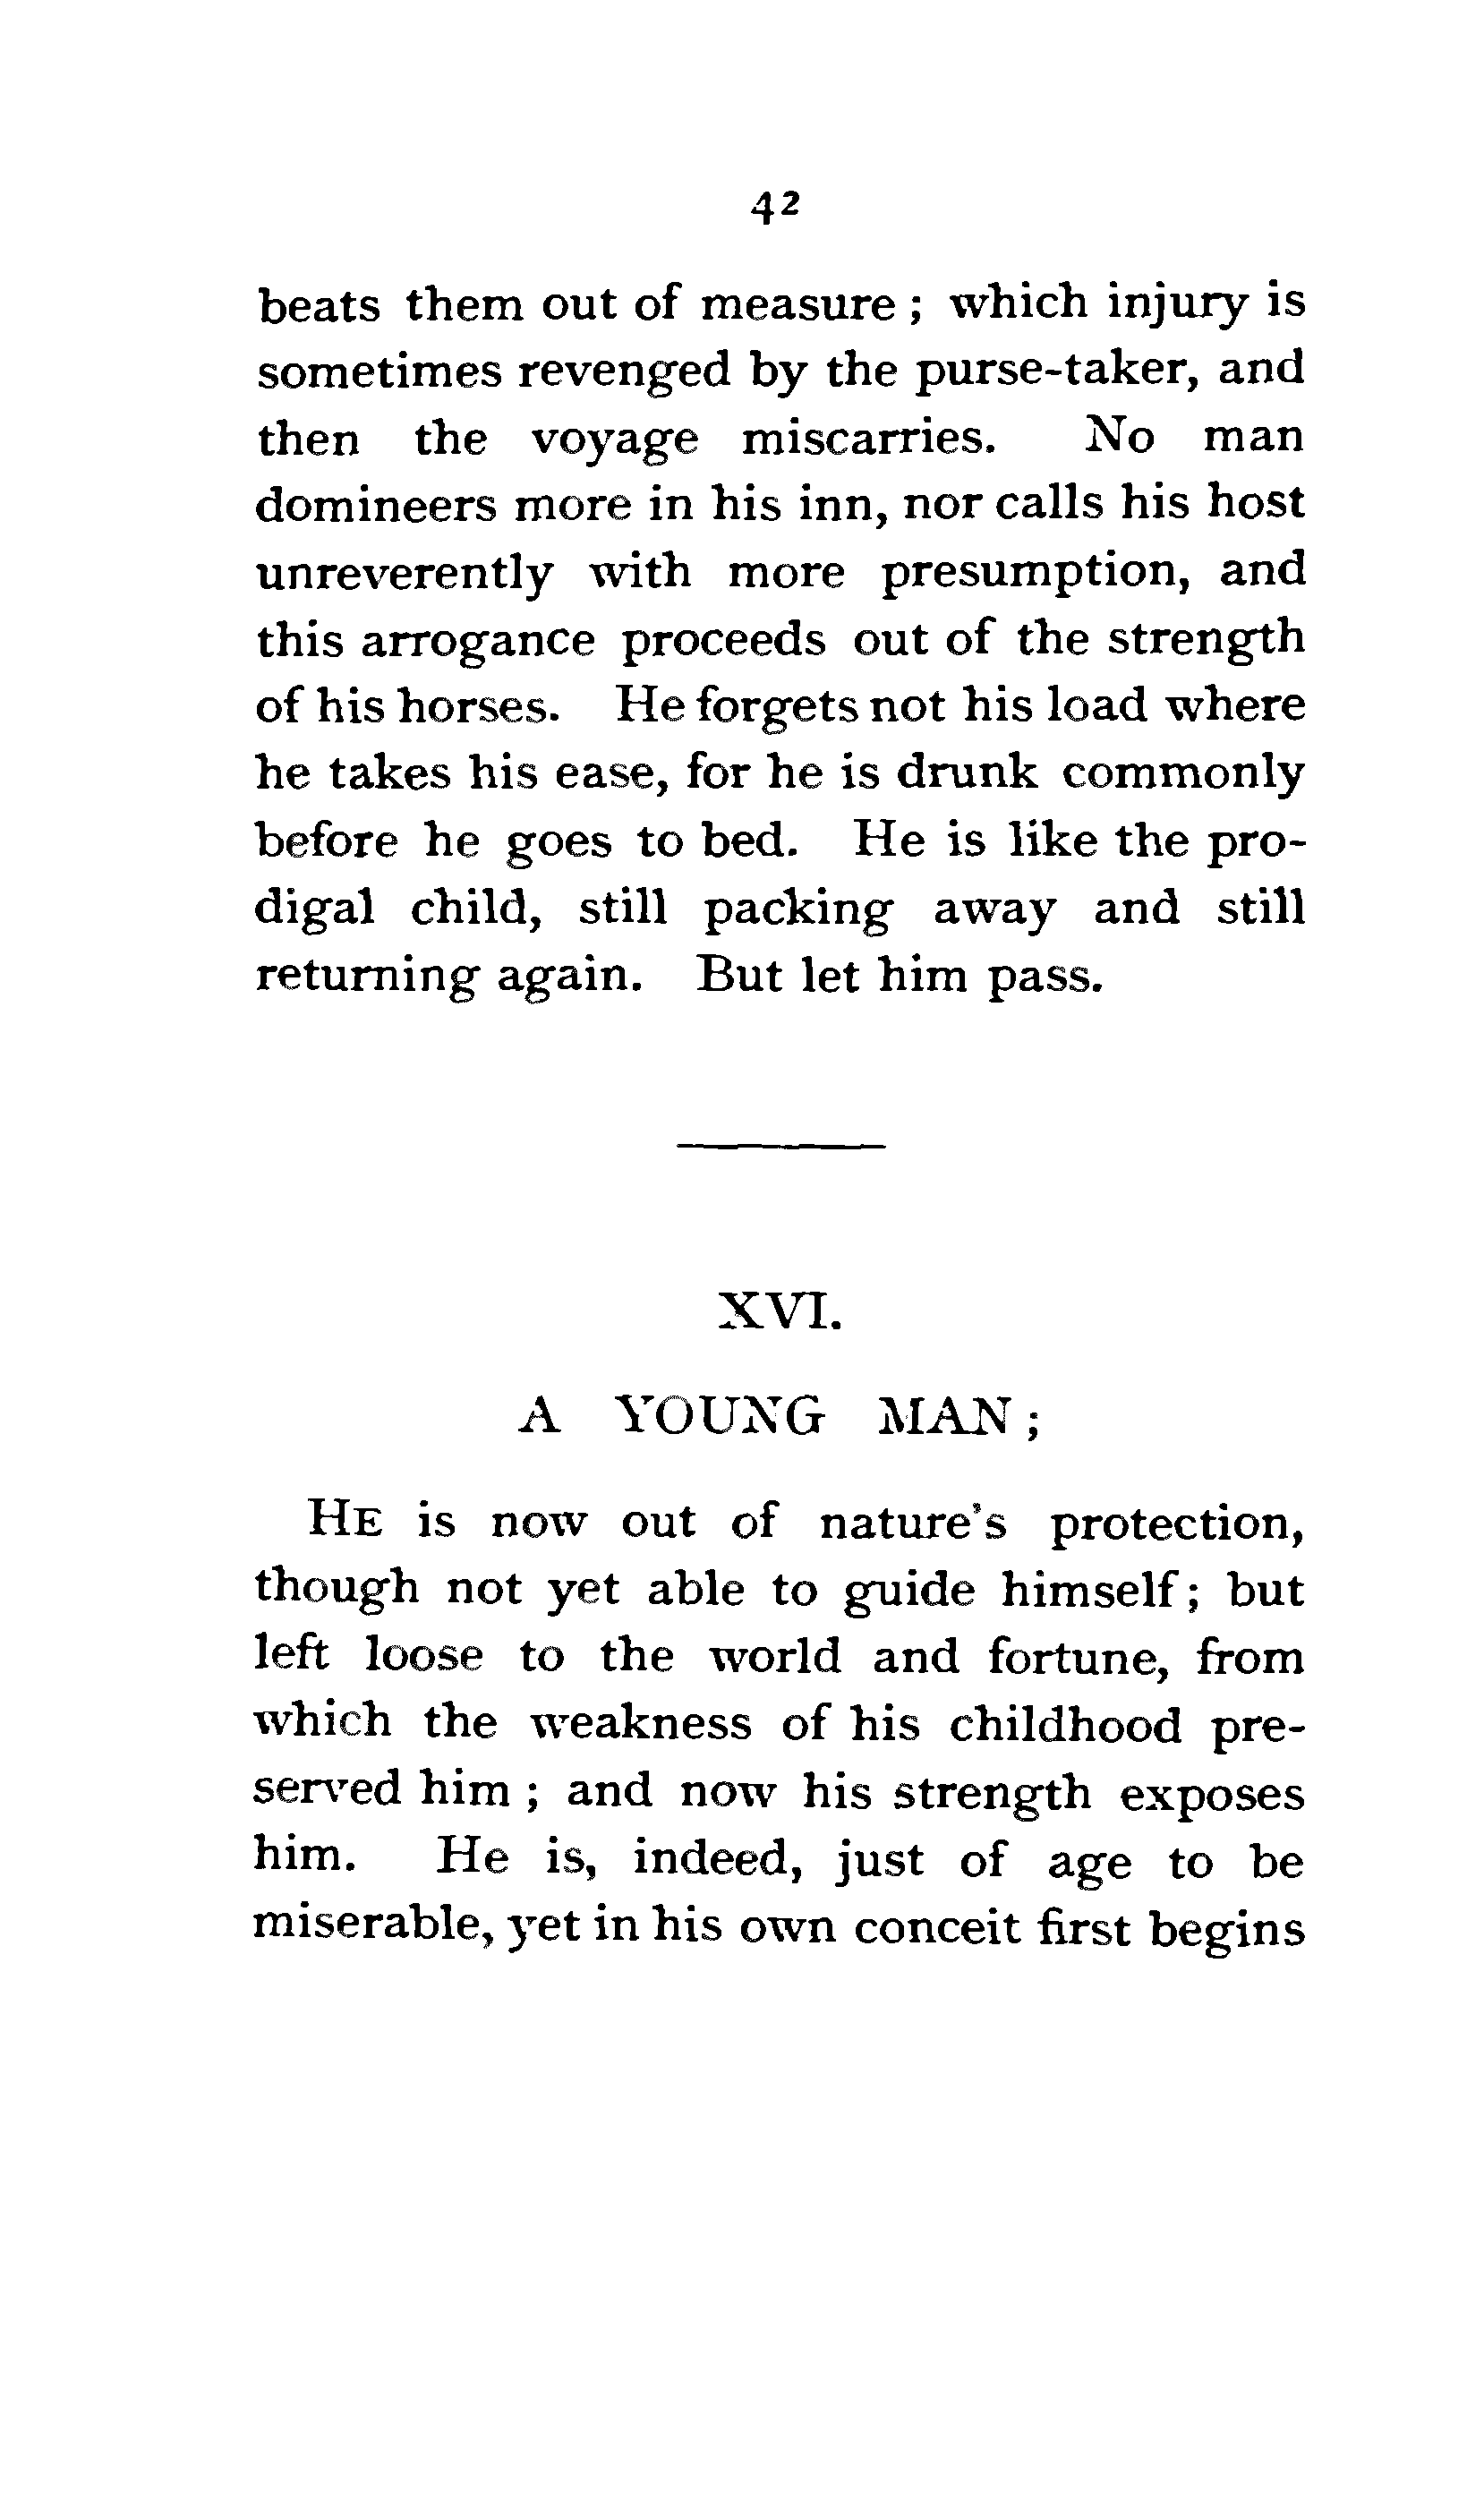 42
beats them out of measure ; which injury is
sometimes revenged by the purse-taker, and
then the voyage miscarries. No man
domineers more in his inn, nor calls his host
unreverently with more presumption, and
this arrogance proceeds out of the strength
of his horses. He forgets not his load where
he takes his ease, for he is drunk commonly
before he goes to bed. He is like the pro-
digal child, still packing away and still
returning again. But let him pass.
XVI.
A YOUNG MAN ;
HE is now out of nature's protection,
though not yet able to guide himself ; but
left loose to the world and fortune, from
which the weakness of his childhood pre-
served him ; and now his strength exposes
him. He is, indeed, just of age to be
miserable, yet in his own conceit first begins